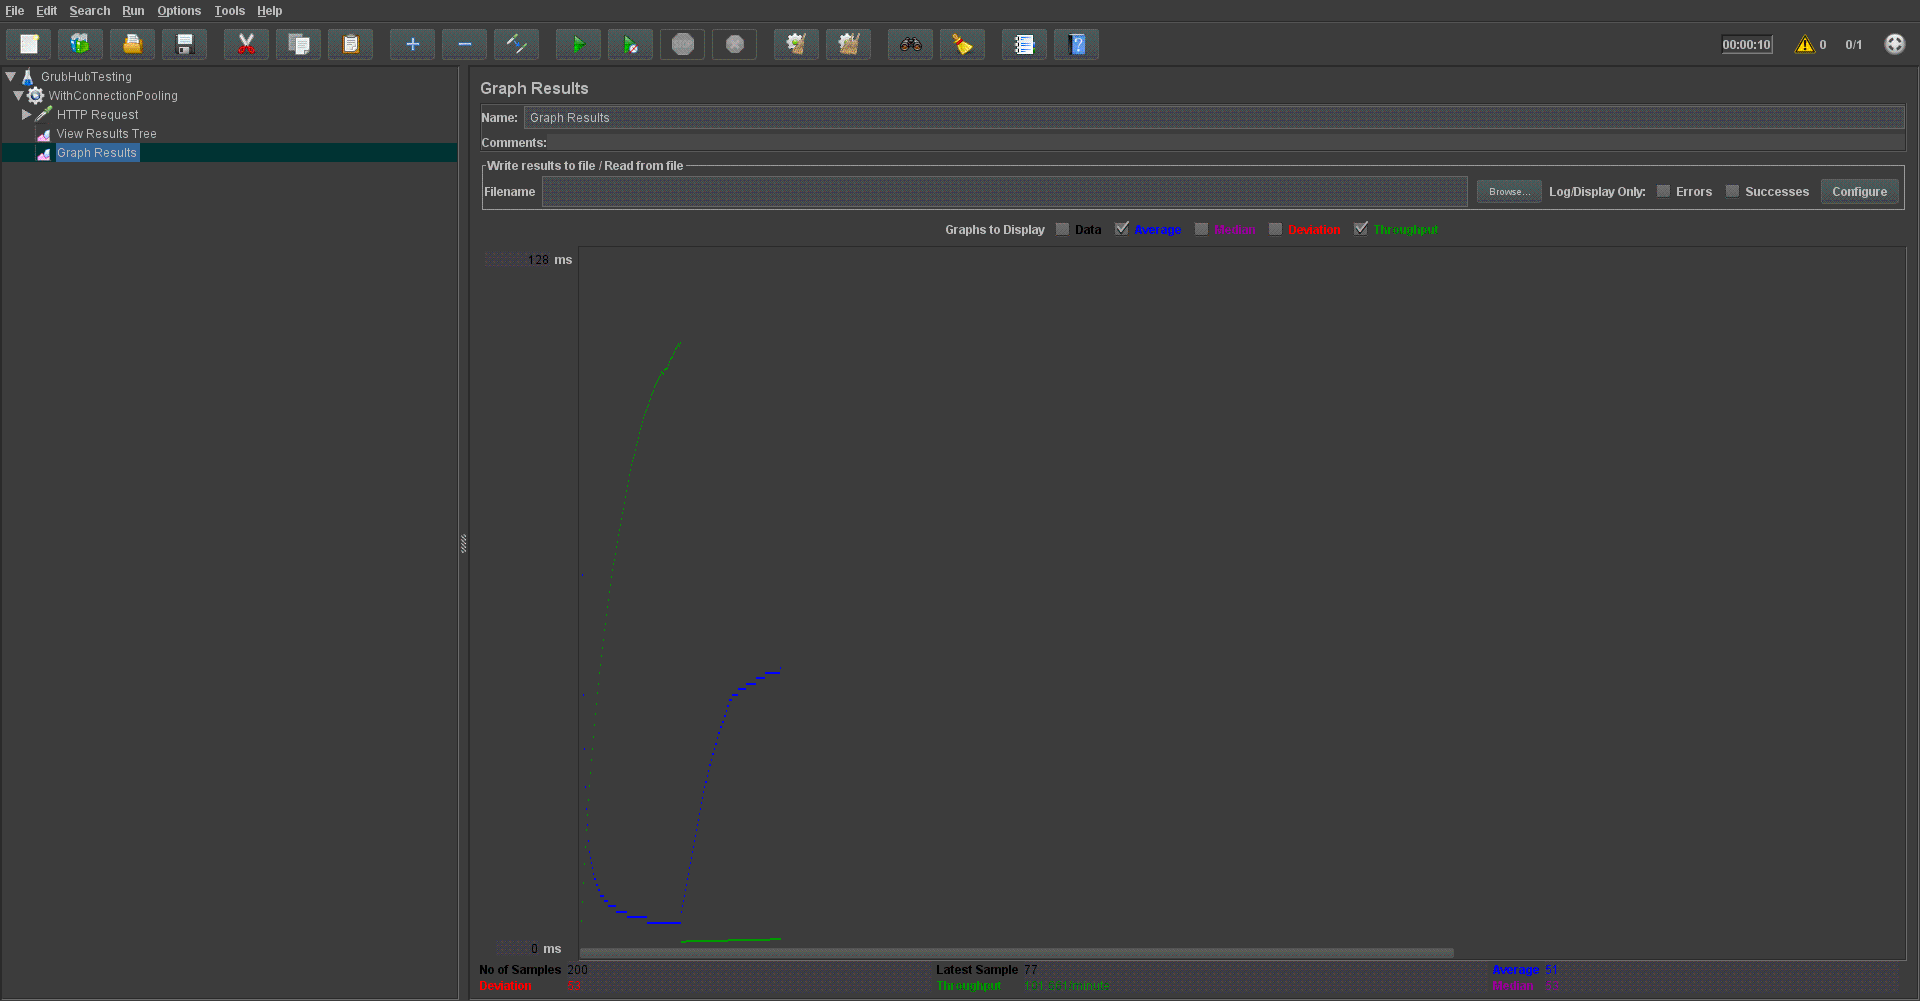 File Edit Search Run Options Tools Help
STOP
00:00:10 0 0/1
GrubHubTesting
WithConnectionPooling
HTTP Request
View Results Tree
Graph Results
Graph Results
Name: Graph Results
Comments:
Write results to file / Read from file
Filename Browse... Log/Display Only: Errors Successes Configure
Graphs to Display Data Average Median Deviation Throughput
128 ms
0 ms
No of Samples 200 Latest Sample 77 Average 51
Deviation Throughput Median